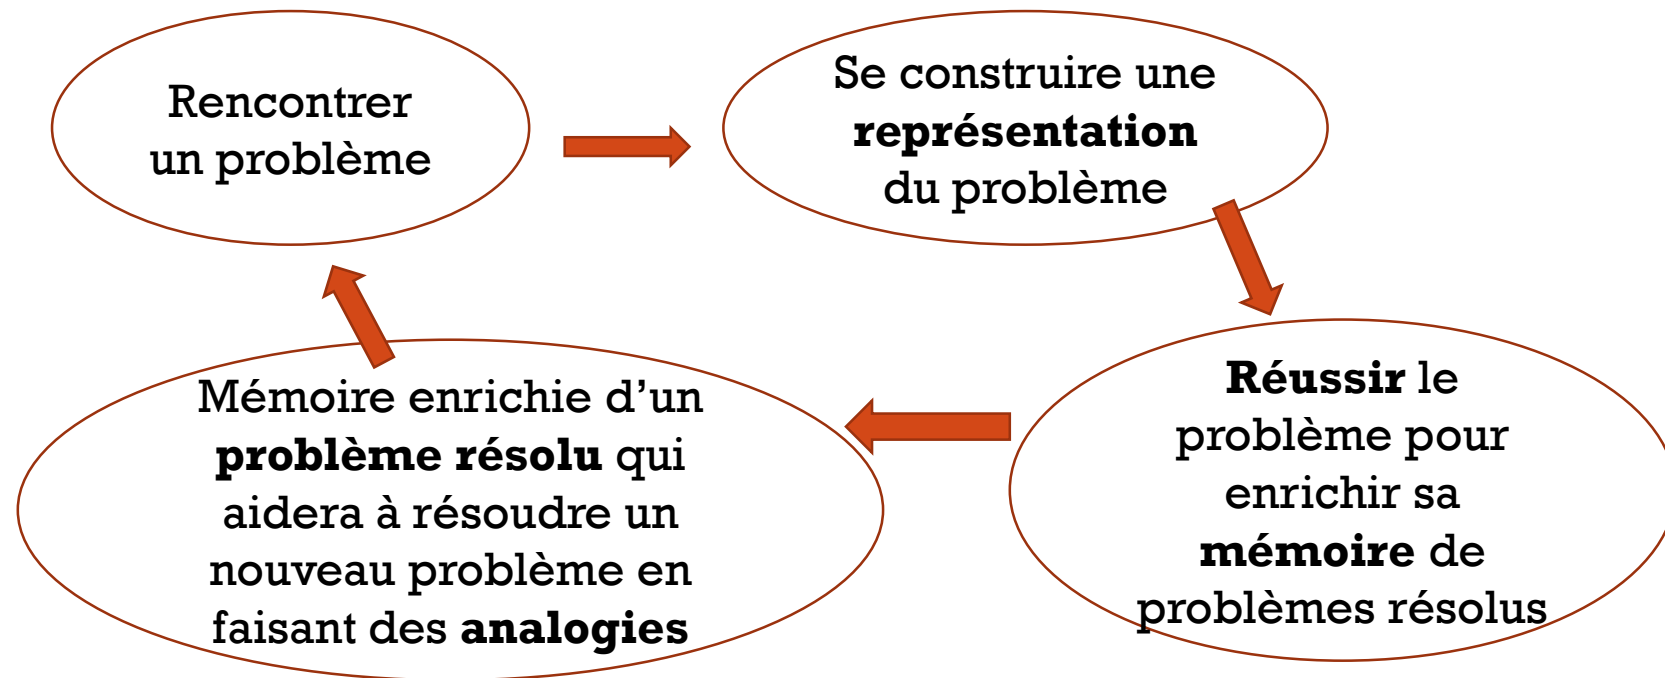 Rencontrer
un problème
Se construire une
représentation
du problème
Réussir le
problème pour
enrichir sa
mémoire de
problèmes résolus
Mémoire enrichie d’un
problème résolu qui
aidera à résoudre un
nouveau problème en
faisant des analogies